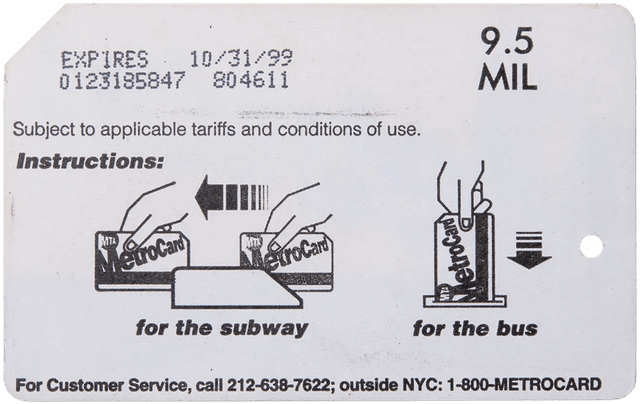 EXPIRES 10/31/99
0123185847 804611
9.5
MIL
Subject to applicable tariffs and conditions of use.
Instructions:
MTA
MetroCard
MTA
MetroCard
MetroCard
for the subway
for the bus
For Customer Service, call 212-638-7622; outside NYC: 1-800-METROCARD